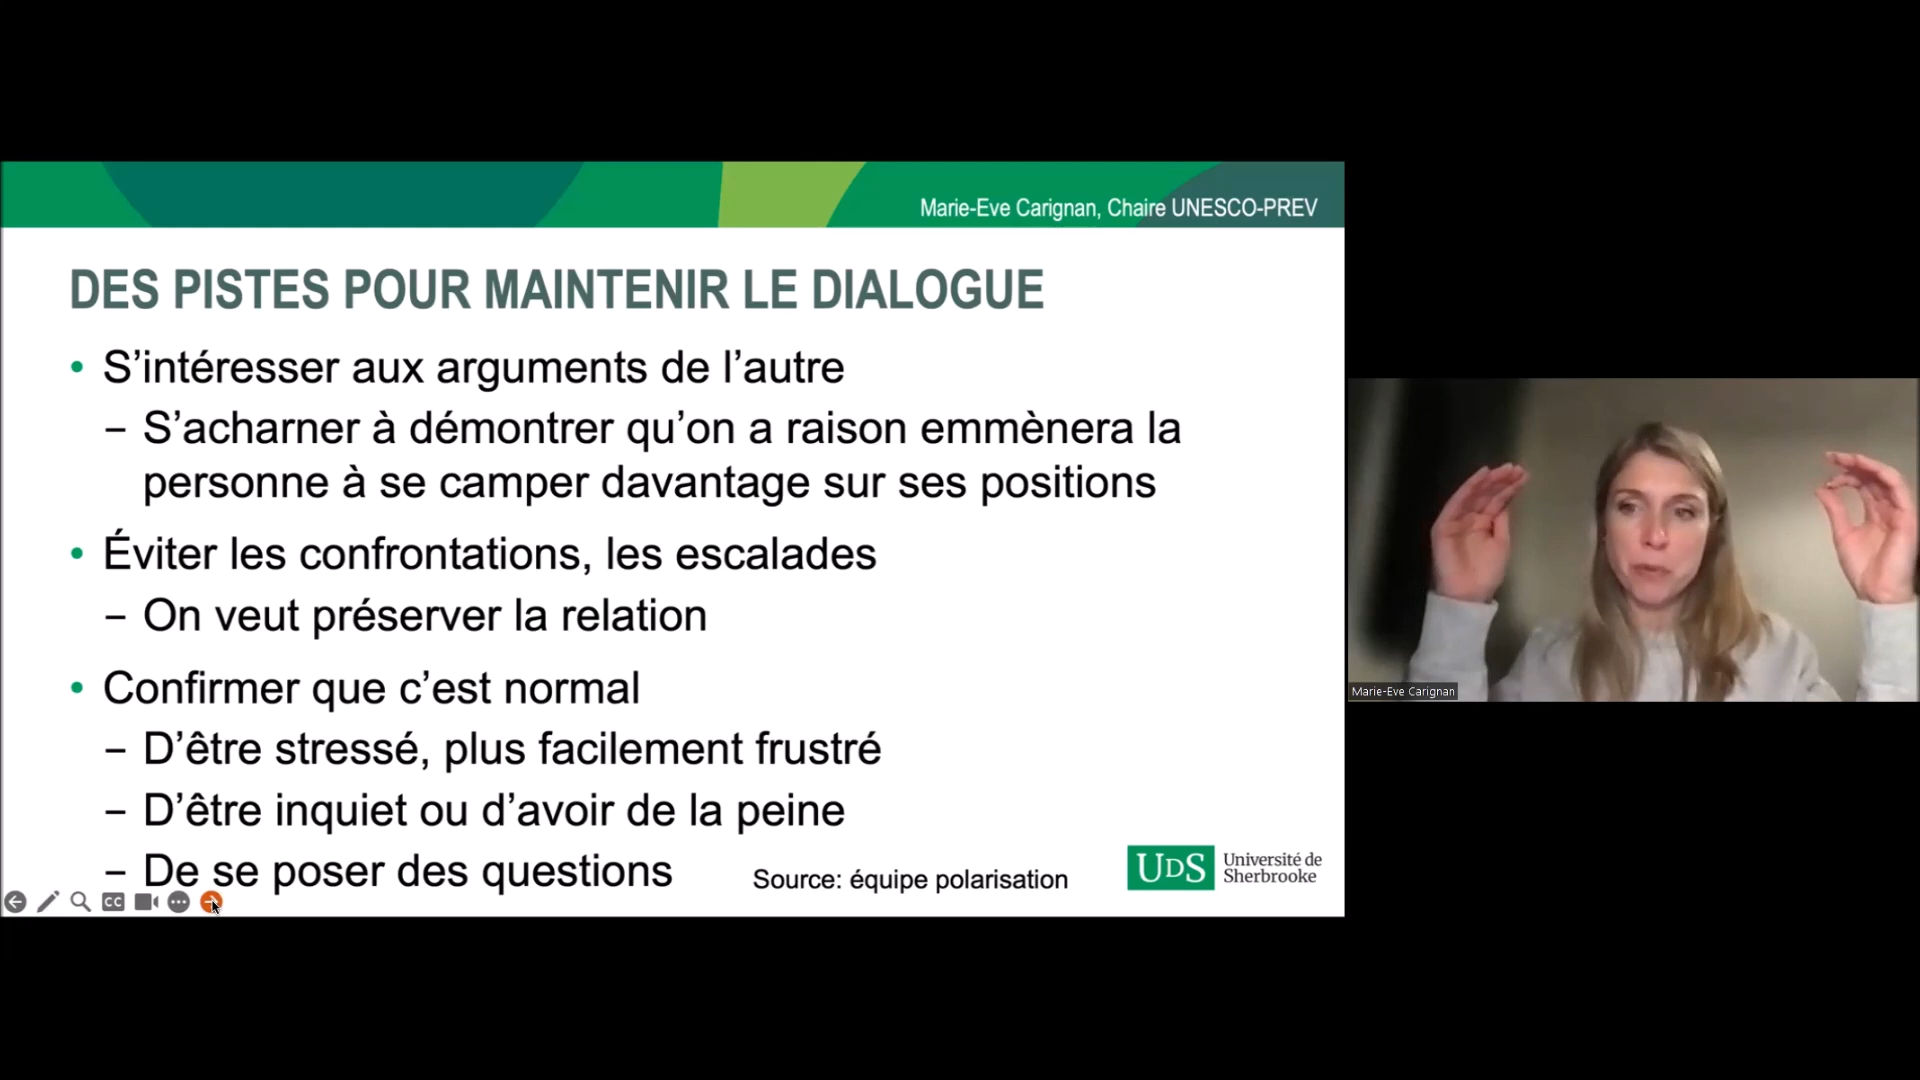 Marie-Eve Carignan, Chaire UNESCO-PREV
DES PISTES POUR MAINTENIR LE DIALOGUE
• S’intéresser aux arguments de l’autre
– S’acharner à démontrer qu’on a raison emmènera la
personne à se camper davantage sur ses positions
• Éviter les confrontations, les escalades
– On veut préserver la relation
• Confirmer que c’est normal
– D’être stressé, plus facilement frustré
– D’être inquiet ou d’avoir de la peine
– De se poser des questions
Source: équipe polarisation
UDS Université de
Sherbrooke
CC
Marie-Eve Carignan